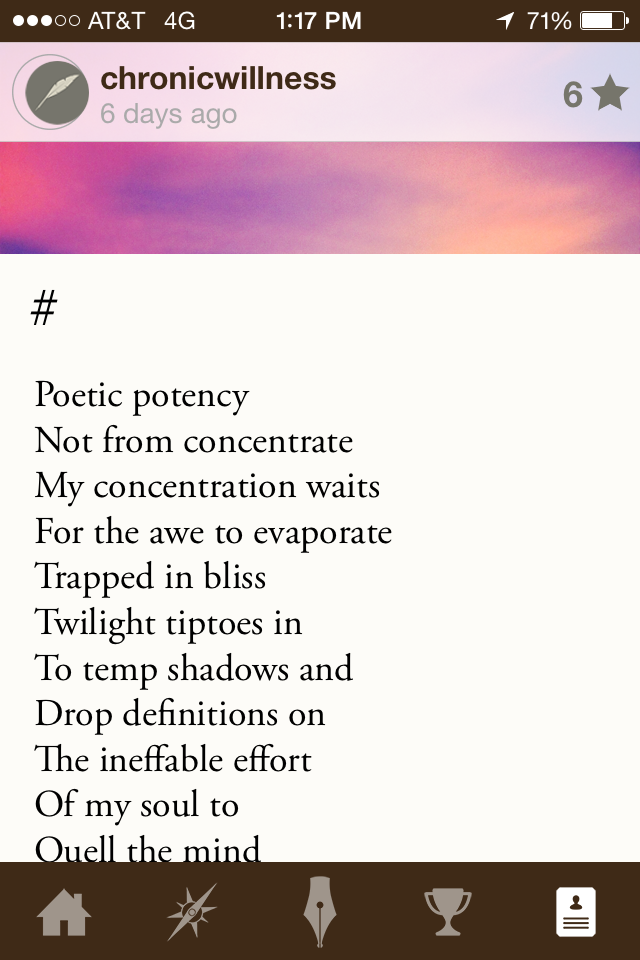 AT&T 4G 1:17 PM 71%
chronicwillness
6 days ago
6
#
Poetic potency
Not from concentrate
My concentration waits
For the awe to evaporate
Trapped in bliss
Twilight tiptoes in
To temp shadows and
Drop definitions on
The ineffable effort
Of my soul to
Quell the mind